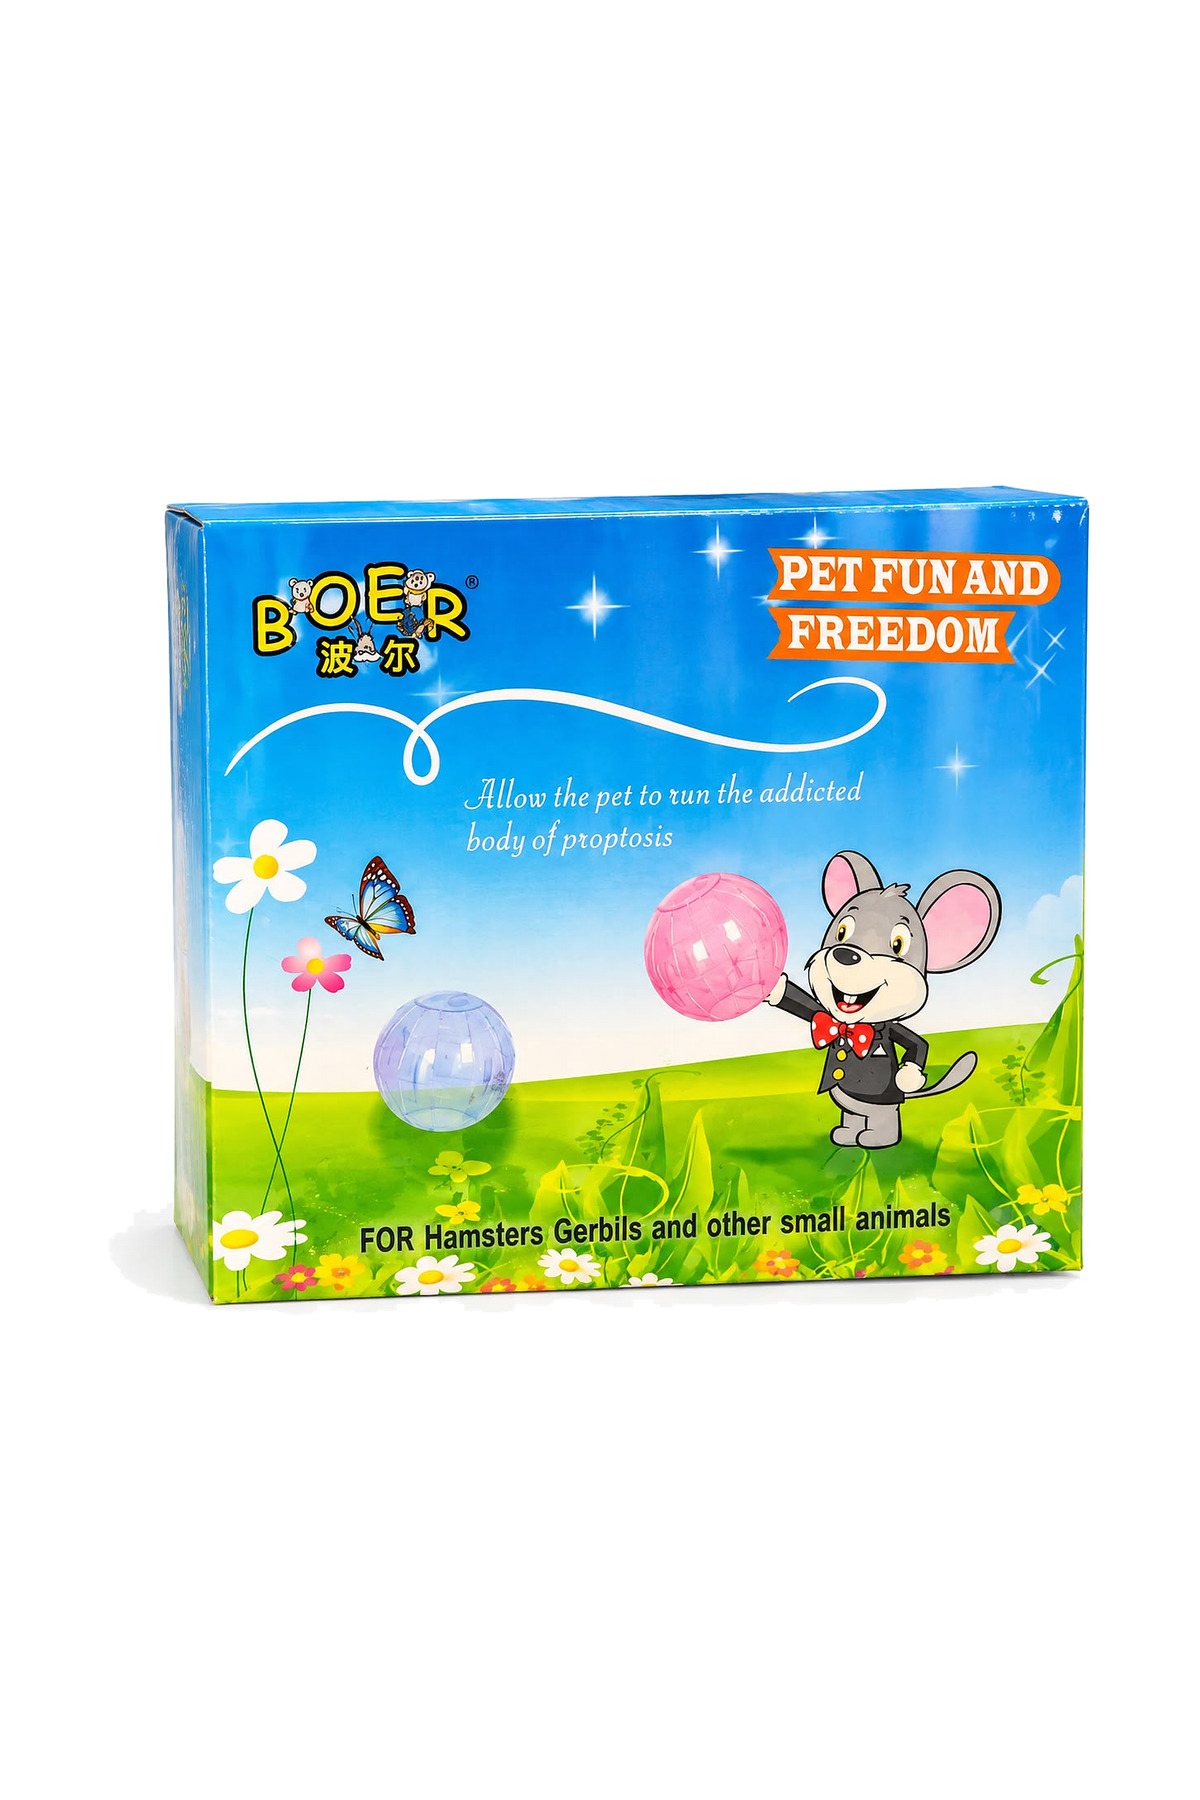 BOER®
波尔
PET FUN AND
FREEDOM
Allow the pet to run the addicted
body of proptosis
FOR Hamsters Gerbils and other small animals